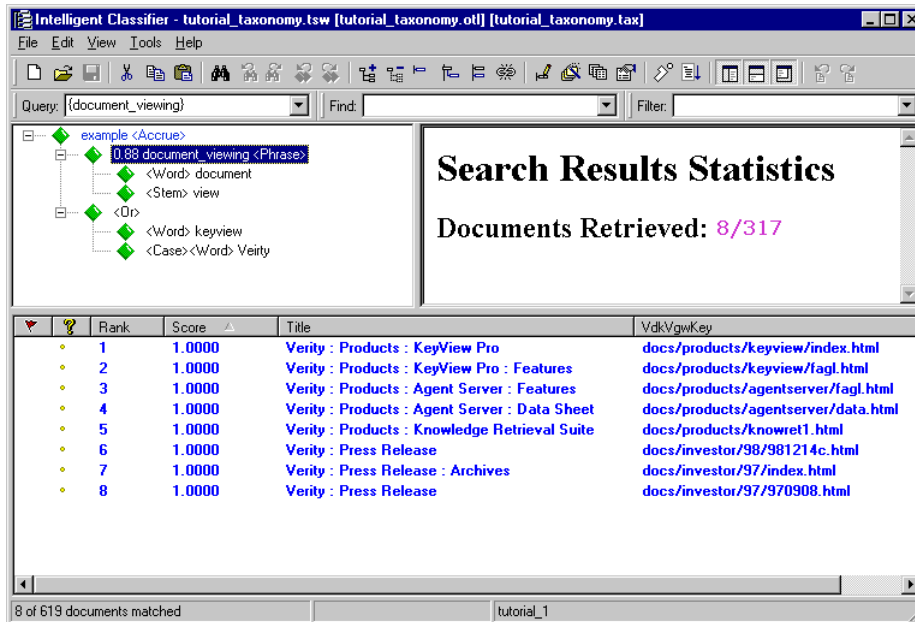 Intelligent Classifier - tutorial_taxonomy.tsw [tutorial_taxonomy.otl] [tutorial_taxonomy.tax]
File Edit View Tools Help
Query: {document_viewing} Find: Filter:
example <Accrue>
0.88 document_viewing <Phrase>
<Word> document
<Stem> view
<Or>
<Word> keyview
<Case><Word> Veirty
Search Results Statistics
Documents Retrieved: 8/317
Rank Score Title VdkVgwKey
1 1.0000 Verity : Products : KeyView Pro docs/products/keyview/index.html
2 1.0000 Verity : Products : KeyView Pro : Features docs/products/keyview/fagl.html
3 1.0000 Verity : Products : Agent Server : Features docs/products/agentserver/fagl.html
4 1.0000 Verity : Products : Agent Server : Data Sheet docs/products/agentserver/data.html
5 1.0000 Verity : Products : Knowledge Retrieval Suite docs/products/knowret1.html
6 1.0000 Verity : Press Release docs/investor/98/981214c.html
7 1.0000 Verity : Press Release : Archives docs/investor/97/index.html
8 1.0000 Verity : Press Release docs/investor/97/970908.html
8 of 619 documents matched tutorial_1